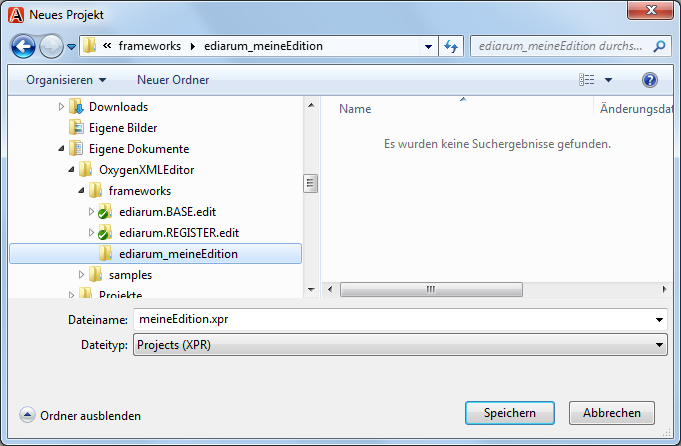 Neues Projekt
« frameworks ediarum_meineEdition
ediarum_meineEdition durchs...
Organisieren Neuer Ordner
Downloads
Eigene Bilder
Eigene Dokumente
OxygenXMLEditor
frameworks
ediarum.BASE.edit
ediarum.REGISTER.edit
ediarum_meineEdition
samples
Projekte
Name Änderungsdat
Es wurden keine Suchergebnisse gefunden.
Dateiname: meineEdition.xpr
Dateityp: Projects (XPR)
Ordner ausblenden Speichern Abbrechen